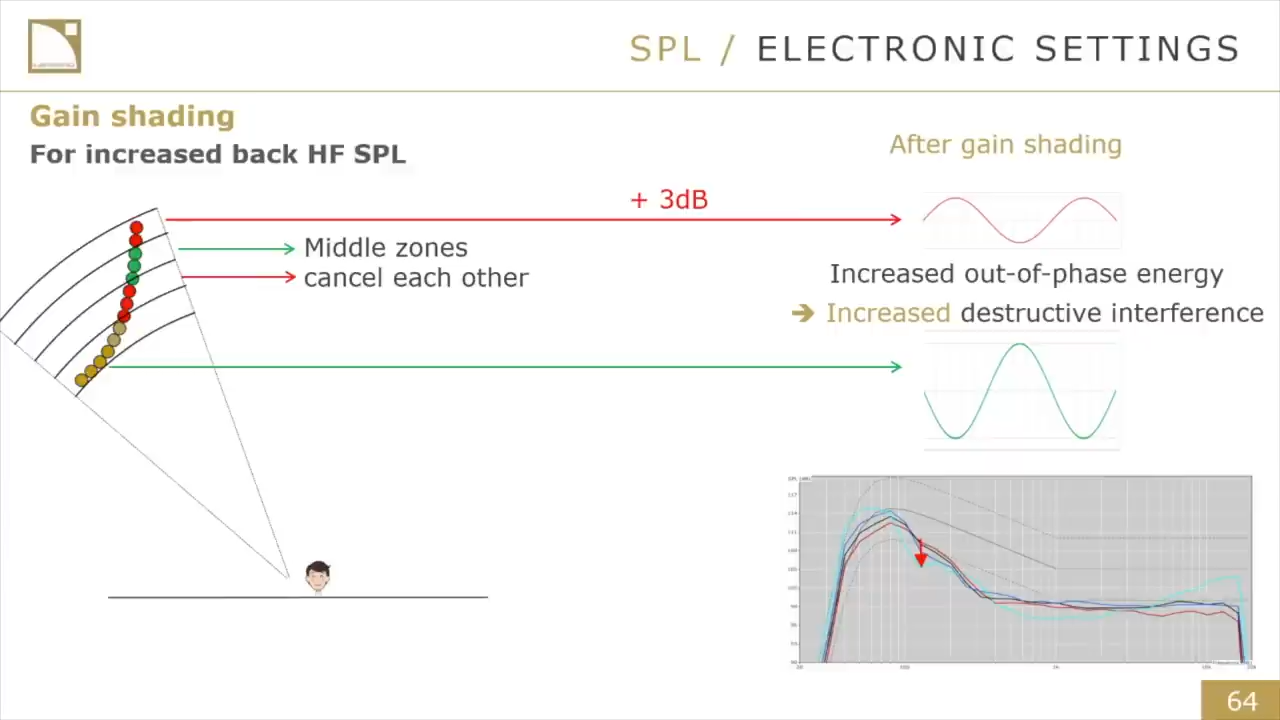 SPL / ELECTRONIC SETTINGS
Gain shading
For increased back HF SPL
After gain shading
+ 3dB
Middle zones
cancel each other
Increased out-of-phase energy
➔ Increased destructive interference
64